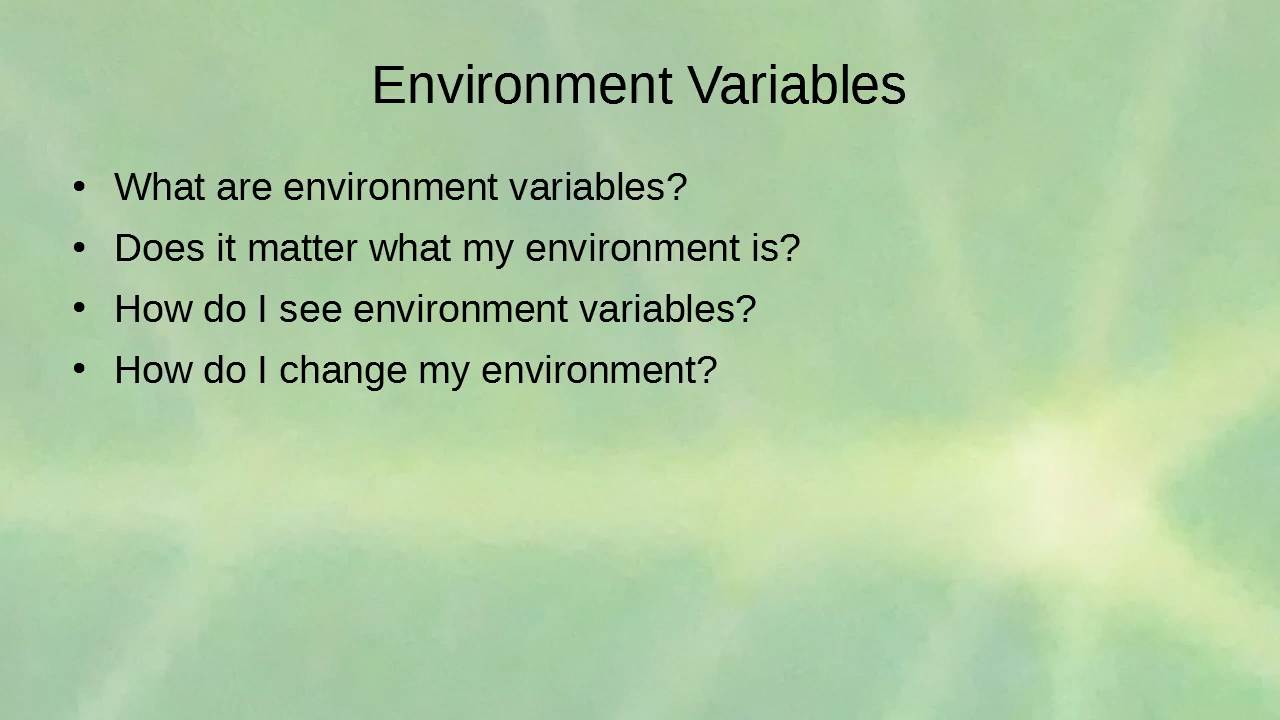 Environment Variables
• What are environment variables?
• Does it matter what my environment is?
• How do I see environment variables?
• How do I change my environment?